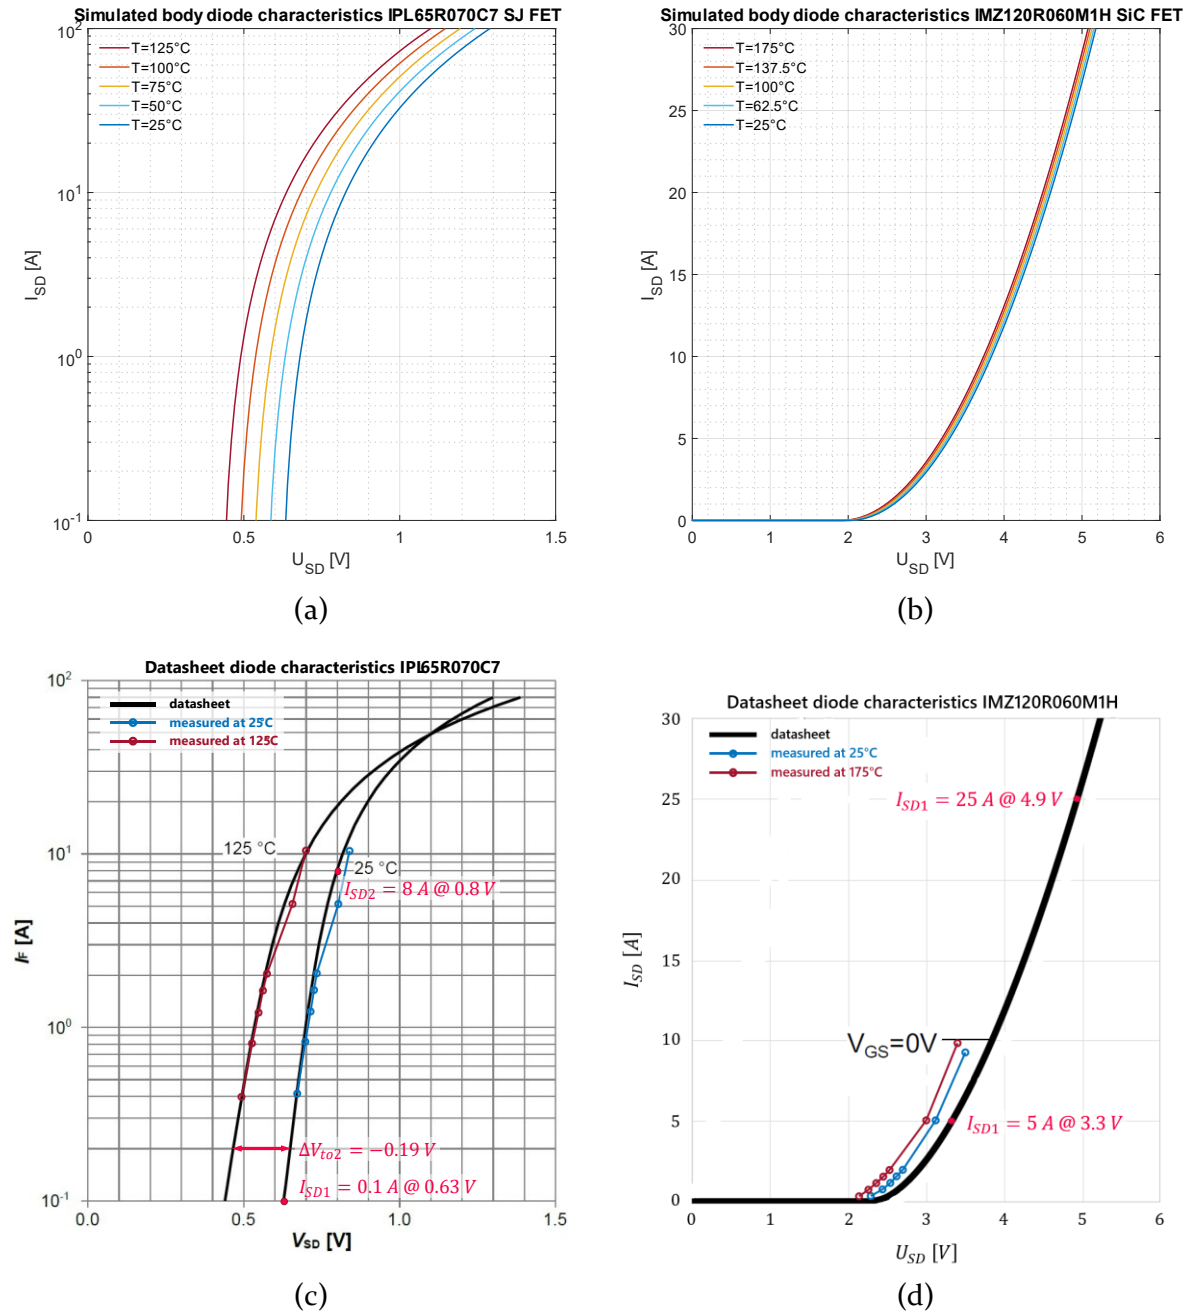 Simulated body diode characteristics IPL65R070C7 SJ FET
10^2
T=125°C
T=100°C
T=75°C
T=50°C
T=25°C
10^1
I_SD [A]
10^0
10^-1
0 0.5 1 1.5
U_SD [V]
(a)
Simulated body diode characteristics IMZ120R060M1H SiC FET
30
T=175°C
T=137.5°C
T=100°C
T=62.5°C
T=25°C
25
20
I_SD [A]
15
10
5
0
0 1 2 3 4 5 6
U_SD [V]
(b)
Datasheet diode characteristics IPL65R070C7
10^2
datasheet
measured at 25°C
measured at 125C
125 °C
10^1
25 °C
I_SD2 = 8 A @ 0.8 V
I_F [A]
10^0
ΔV_to2 = −0.19 V
I_SD1 = 0.1 A @ 0.63 V
10^-1
0.0 0.5 1.0 1.5
V_SD [V]
(c)
Datasheet diode characteristics IMZ120R060M1H
30
datasheet
measured at 25°C
measured at 175°C
I_SD1 = 25 A @ 4.9 V
25
20
I_SD [A]
15
V_GS=0V
10
I_SD1 = 5 A @ 3.3 V
5
0
0 1 2 3 4 5 6
U_SD [V]
(d)